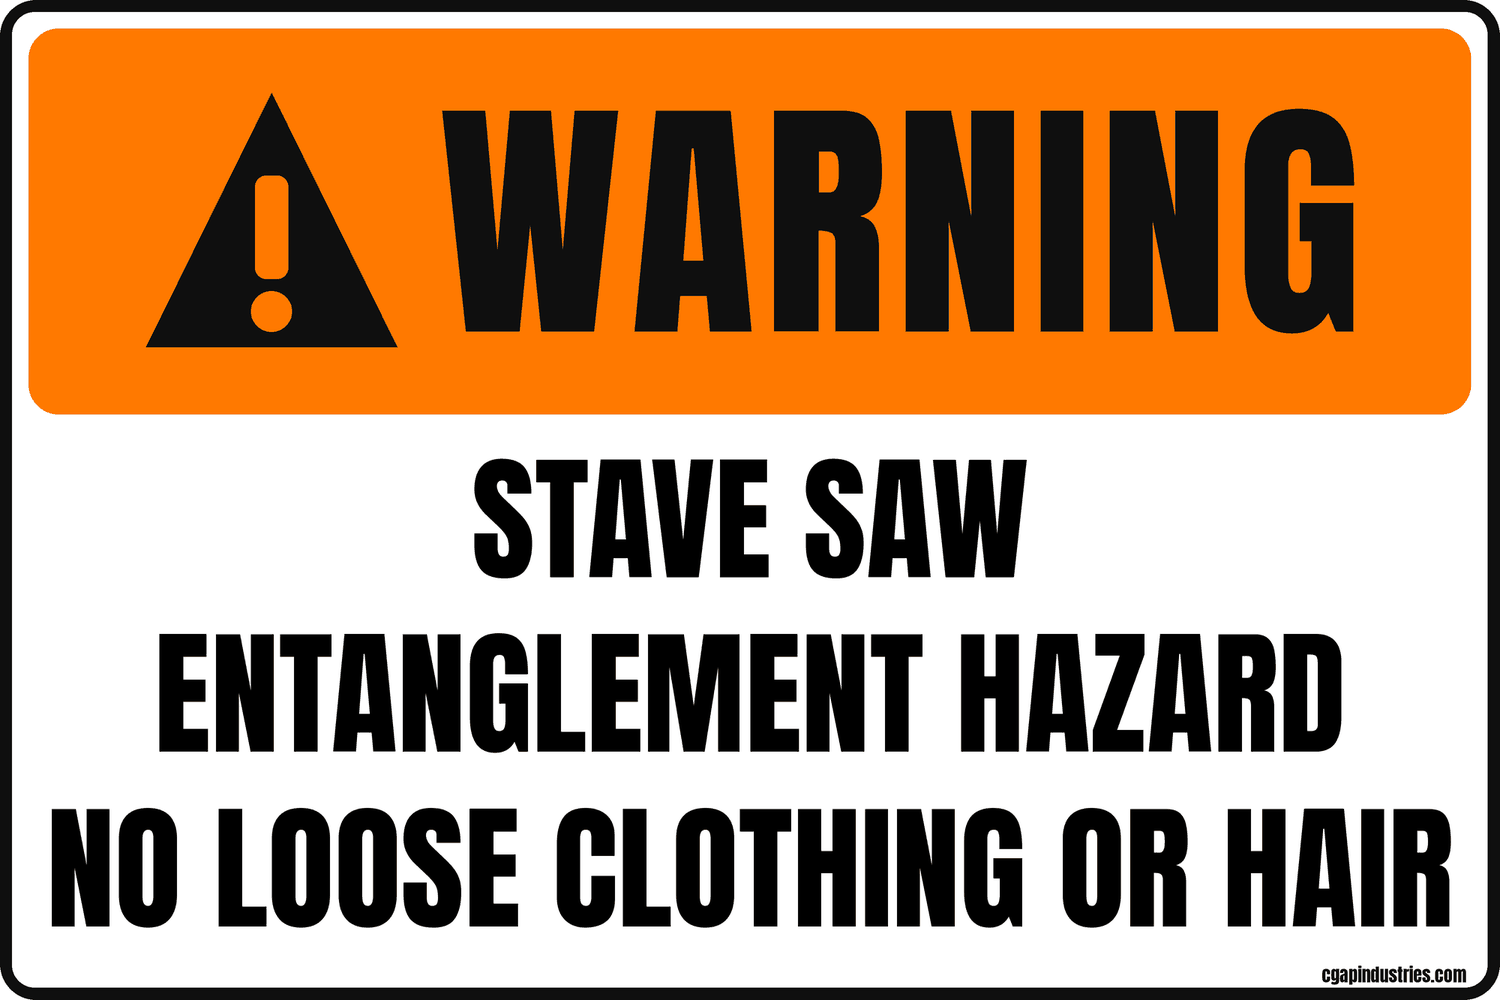 WARNING
STAVE SAW
ENTANGLEMENT HAZARD
NO LOOSE CLOTHING OR HAIR
cgapindustries.com